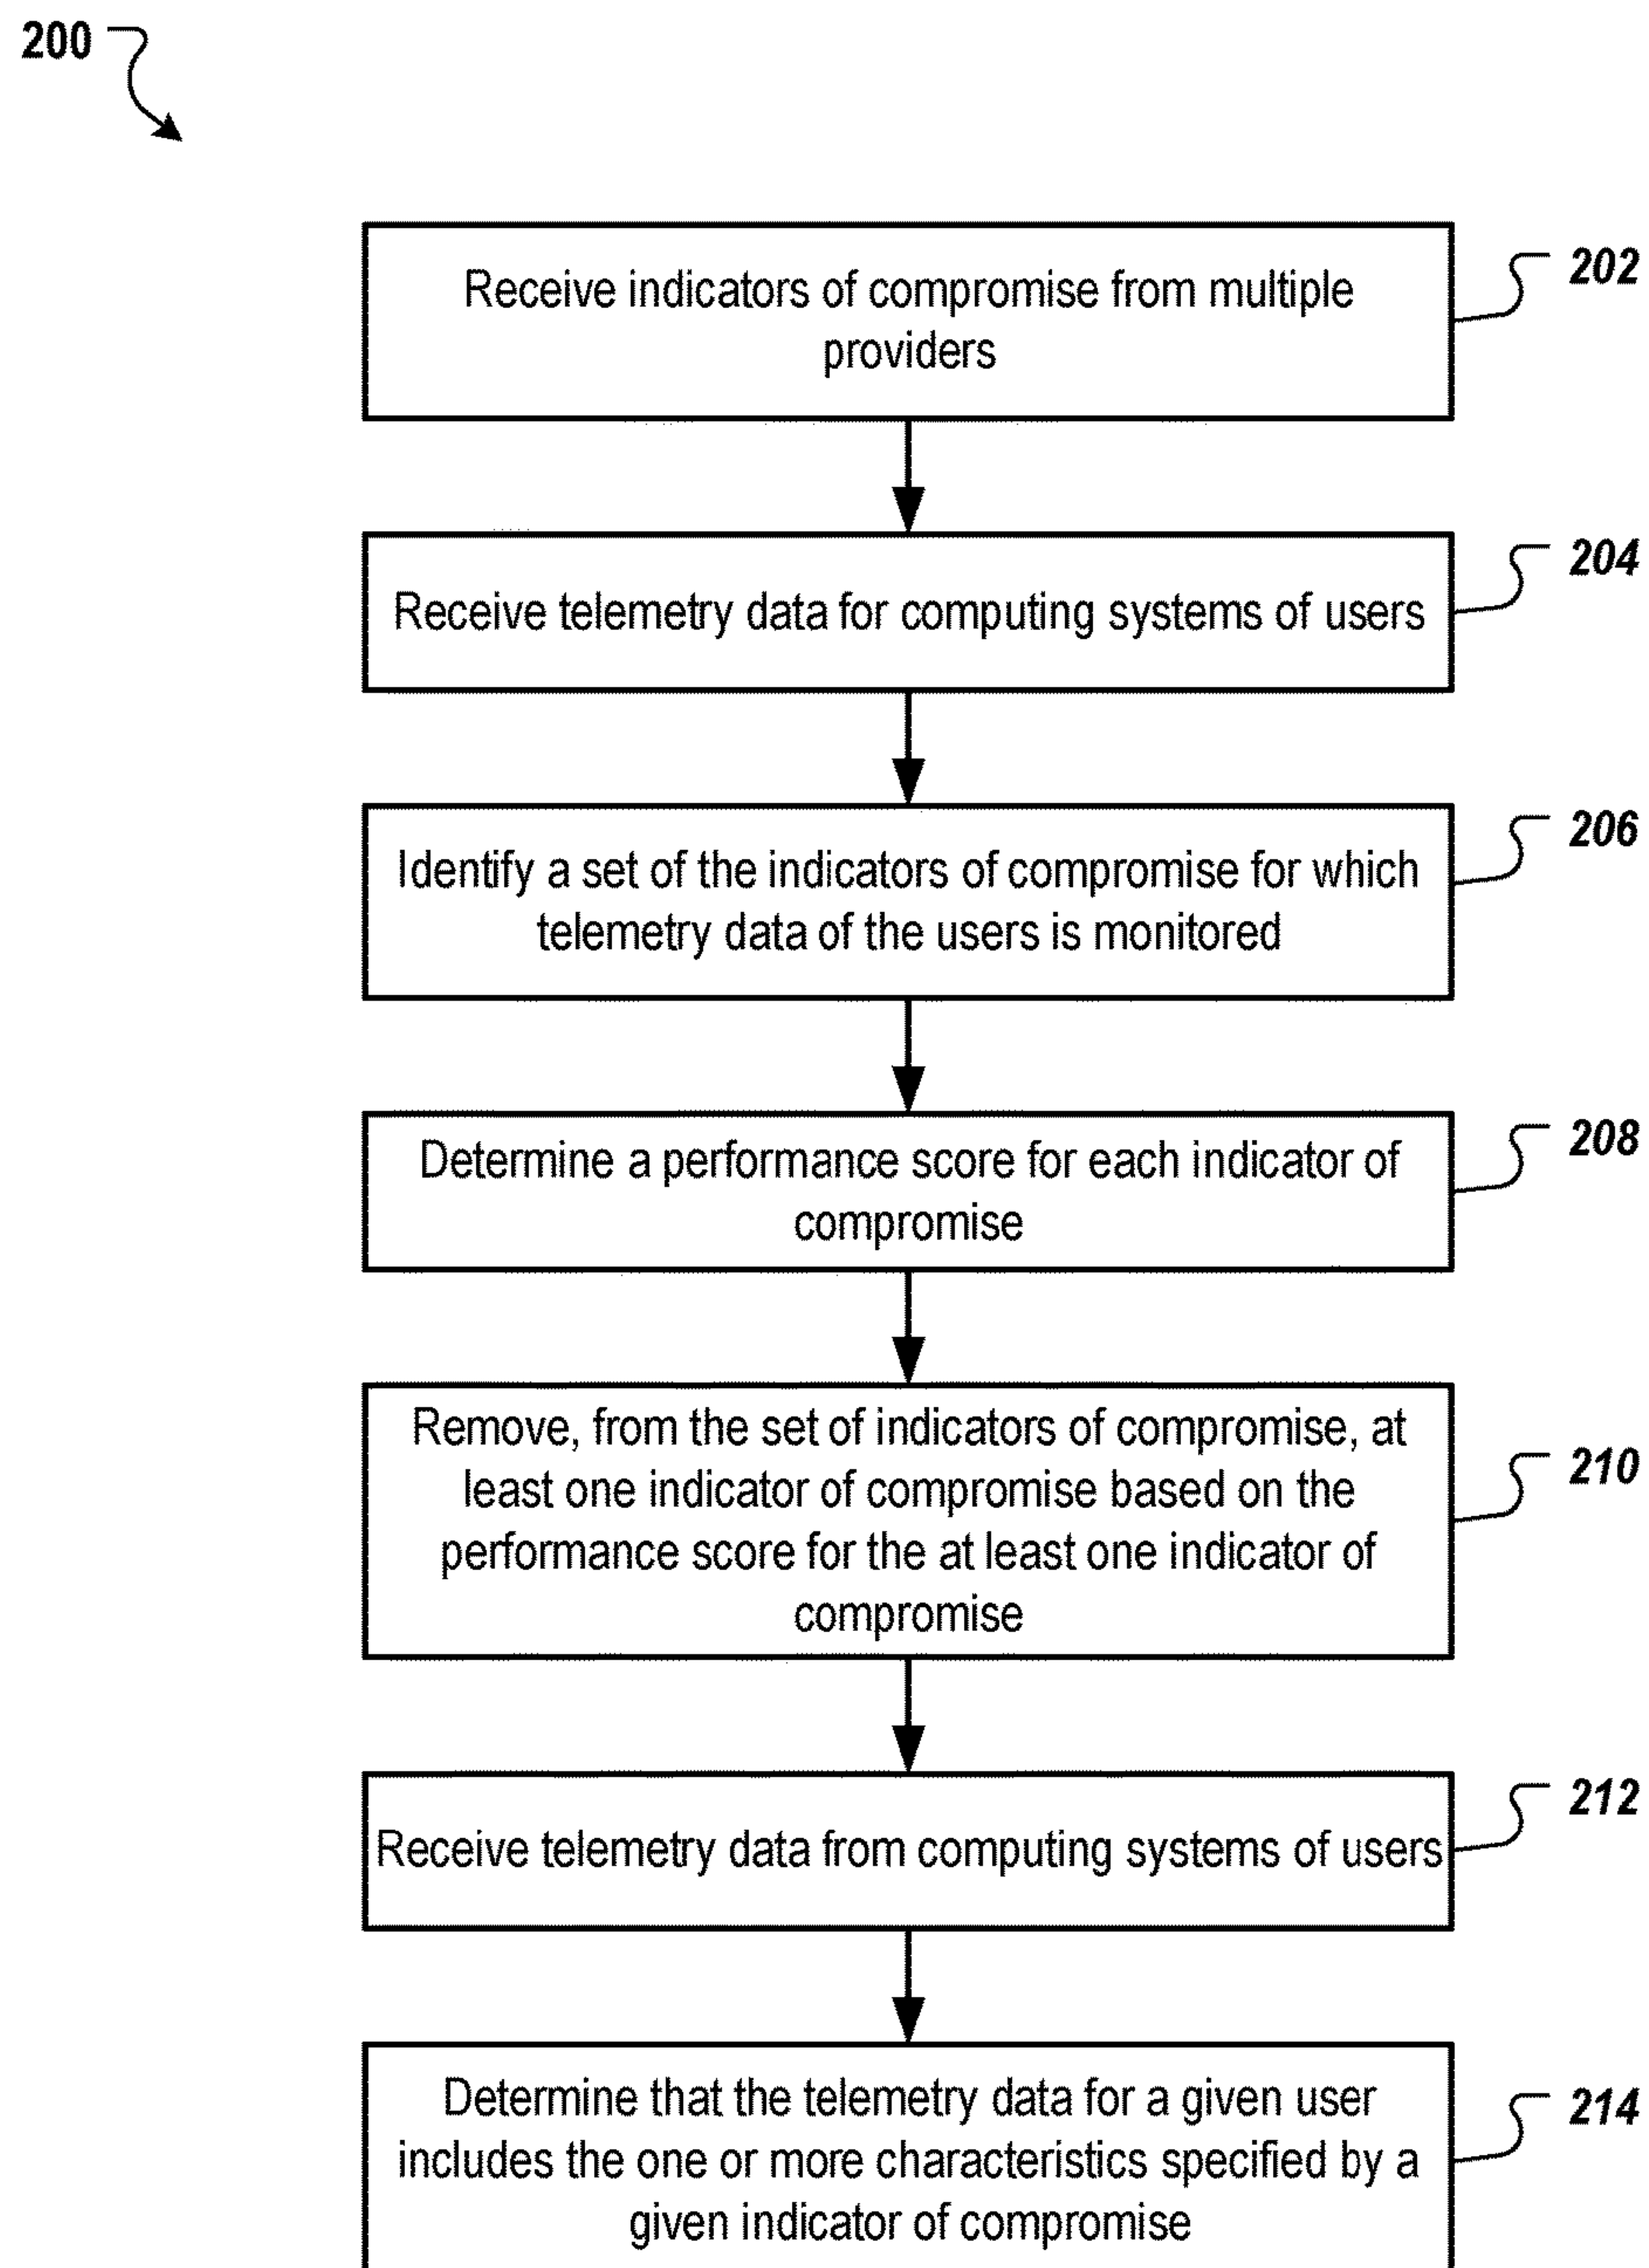 200
Receive indicators of compromise from multiple
providers
202
Receive telemetry data for computing systems of users
204
Identify a set of the indicators of compromise for which
telemetry data of the users is monitored
206
Determine a performance score for each indicator of
compromise
208
Remove, from the set of indicators of compromise, at
least one indicator of compromise based on the
performance score for the at least one indicator of
compromise
210
Receive telemetry data from computing systems of users
212
Determine that the telemetry data for a given user
includes the one or more characteristics specified by a
given indicator of compromise
214